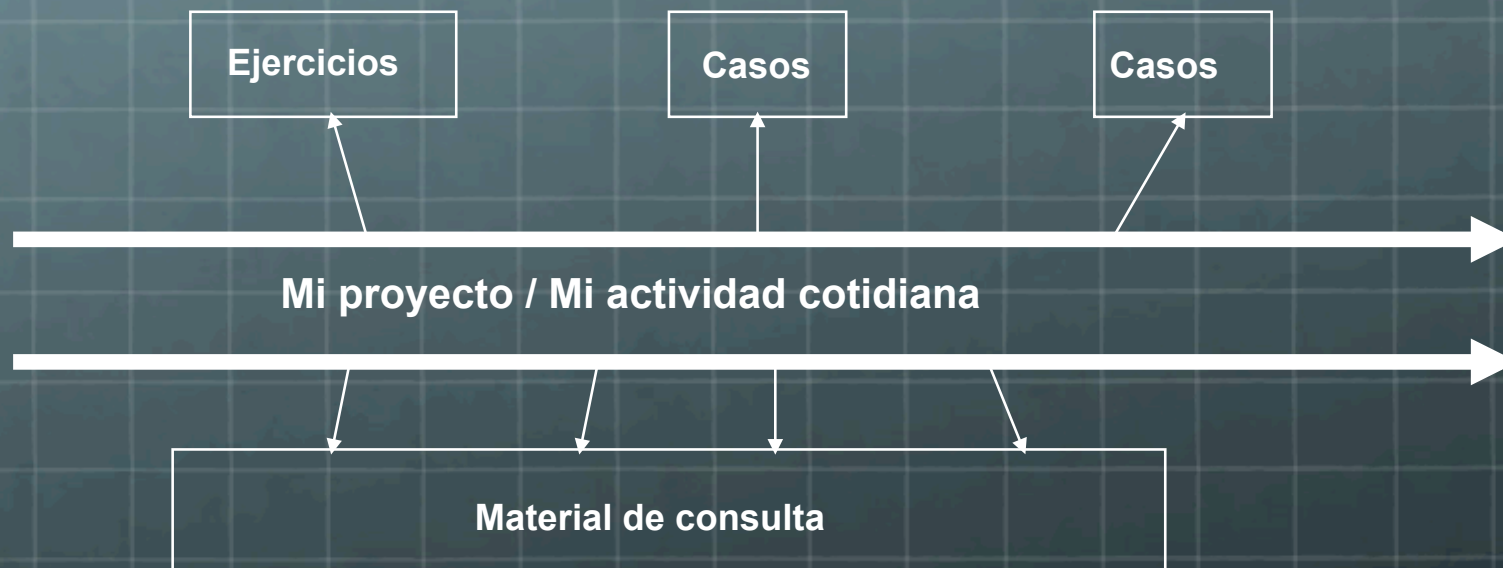 Ejercicios
Casos
Casos
Mi proyecto / Mi actividad cotidiana
Material de consulta